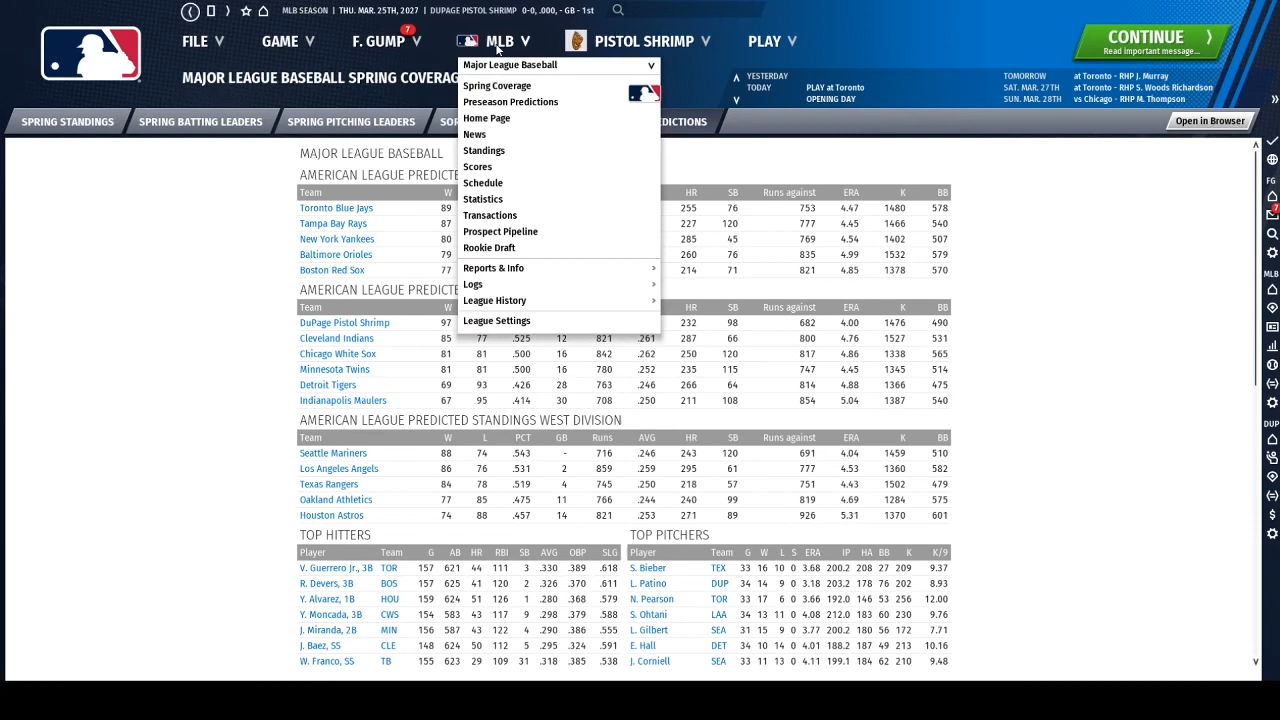 MLB SEASON | THU. MAR. 25TH, 2027 | DUPAGE PISTOL SHRIMP 0-0, .000, - GB - 1st
FILE GAME F. GUMP 7 MLB PISTOL SHRIMP PLAY
CONTINUE
Read important message...
MAJOR LEAGUE BASEBALL SPRING COVERAG
YESTERDAY
TODAY PLAY at Toronto
OPENING DAY
TOMORROW at Toronto - RHP J. Murray
SAT. MAR. 27TH at Toronto - RHP S. Woods Richardson
SUN. MAR. 28TH vs Chicago - RHP M. Thompson
SPRING STANDINGS SPRING BATTING LEADERS SPRING PITCHING LEADERS SOR EDICTIONS Open in Browser
Major League Baseball
Spring Coverage
Preseason Predictions
Home Page
News
Standings
Scores
Schedule
Statistics
Transactions
Prospect Pipeline
Rookie Draft
Reports & Info
Logs
League History
League Settings
MAJOR LEAGUE BASEBALL
AMERICAN LEAGUE PREDICTE
Team W HR SB Runs against ERA K BB
Toronto Blue Jays 89 255 76 753 4.47 1480 578
Tampa Bay Rays 87 227 120 777 4.45 1466 540
New York Yankees 80 285 45 769 4.54 1402 507
Baltimore Orioles 79 260 76 835 4.99 1532 579
Boston Red Sox 77 214 71 821 4.85 1378 570
AMERICAN LEAGUE PREDICTE
Team W HR SB Runs against ERA K BB
DuPage Pistol Shrimp 97 232 98 682 4.00 1476 490
Cleveland Indians 85 77 .525 12 821 .261 287 66 800 4.76 1527 531
Chicago White Sox 81 81 .500 16 842 .262 250 120 817 4.86 1338 565
Minnesota Twins 81 81 .500 16 780 .252 235 115 747 4.45 1345 514
Detroit Tigers 69 93 .426 28 763 .246 266 64 814 4.88 1366 475
Indianapolis Maulers 67 95 .414 30 708 .250 211 108 854 5.04 1387 540
AMERICAN LEAGUE PREDICTED STANDINGS WEST DIVISION
Team W L PCT GB Runs AVG HR SB Runs against ERA K BB
Seattle Mariners 88 74 .543 - 716 .246 243 120 691 4.04 1459 510
Los Angeles Angels 86 76 .531 2 859 .259 295 61 777 4.53 1360 582
Texas Rangers 84 78 .519 4 745 .250 218 57 751 4.43 1502 479
Oakland Athletics 77 85 .475 11 766 .244 240 99 819 4.69 1284 575
Houston Astros 74 88 .457 14 821 .253 271 89 926 5.31 1370 601
TOP HITTERS
Player Team G AB HR RBI SB AVG OBP SLG
V. Guerrero Jr., 3B TOR 157 621 44 111 3 .330 .389 .618
R. Devers, 3B BOS 157 625 41 120 2 .326 .370 .611
Y. Alvarez, 1B HOU 159 624 51 126 1 .280 .368 .579
Y. Moncada, 3B CWS 154 583 43 117 9 .298 .379 .588
J. Miranda, 2B MIN 156 587 43 122 4 .290 .386 .555
J. Baez, SS CLE 148 624 50 112 5 .295 .324 .591
W. Franco, SS TB 155 623 29 109 31 .318 .385 .538
TOP PITCHERS
Player Team G W L S ERA IP HA BB K K/9
S. Bieber TEX 33 16 10 0 3.68 200.2 208 27 209 9.37
L. Patino DUP 34 14 9 0 3.18 203.2 178 76 202 8.93
N. Pearson TOR 33 17 6 0 3.66 192.0 146 53 256 12.00
S. Ohtani LAA 34 13 11 0 4.08 212.0 183 60 230 9.76
L. Gilbert SEA 31 15 9 0 3.77 200.2 180 56 172 7.71
E. Hall DET 34 10 14 0 4.01 188.2 187 49 213 10.16
J. Corniell SEA 33 11 13 0 4.11 199.1 184 62 210 9.48
FG
7
MLB
DUP